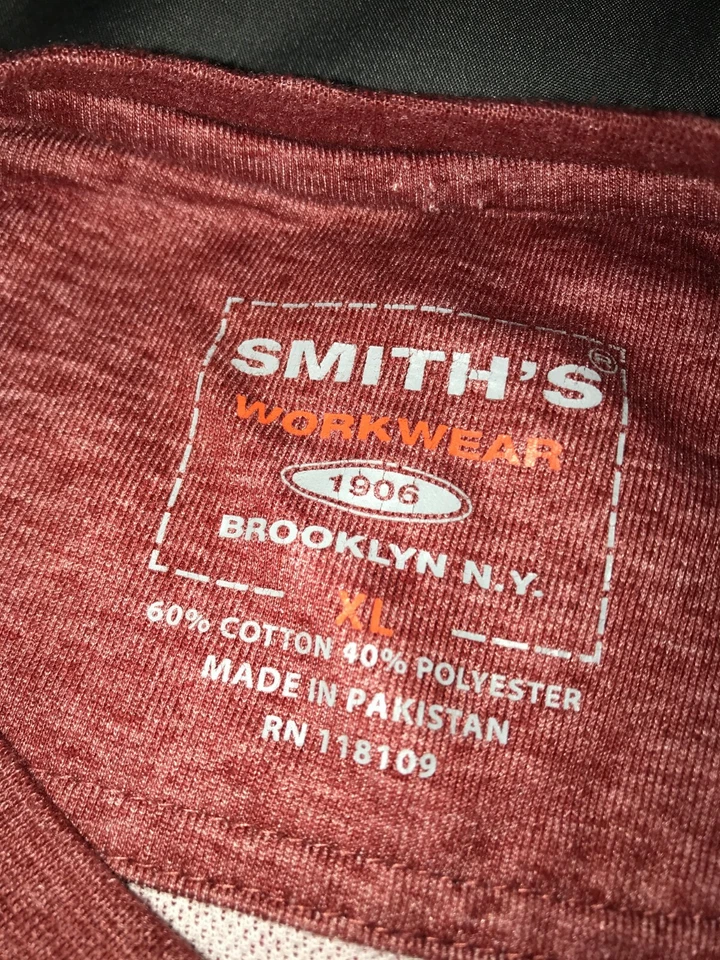 SMITH'S®
WORKWEAR
1906
BROOKLYN N.Y.
XL
60% COTTON 40% POLYESTER
MADE IN PAKISTAN
RN 118109